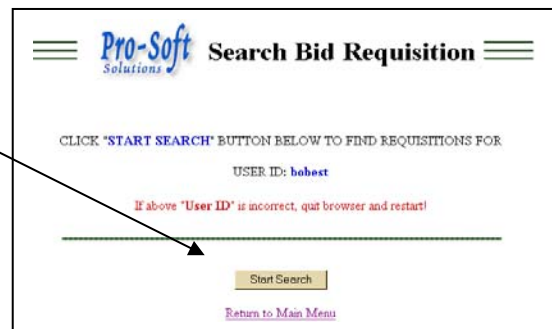 Pro-Soft Solutions Search Bid Requisition
CLICK "START SEARCH" BUTTON BELOW TO FIND REQUISITIONS FOR
USER ID: bobest
If above "User ID" is incorrect, quit browser and restart!
Start Search
Return to Main Menu